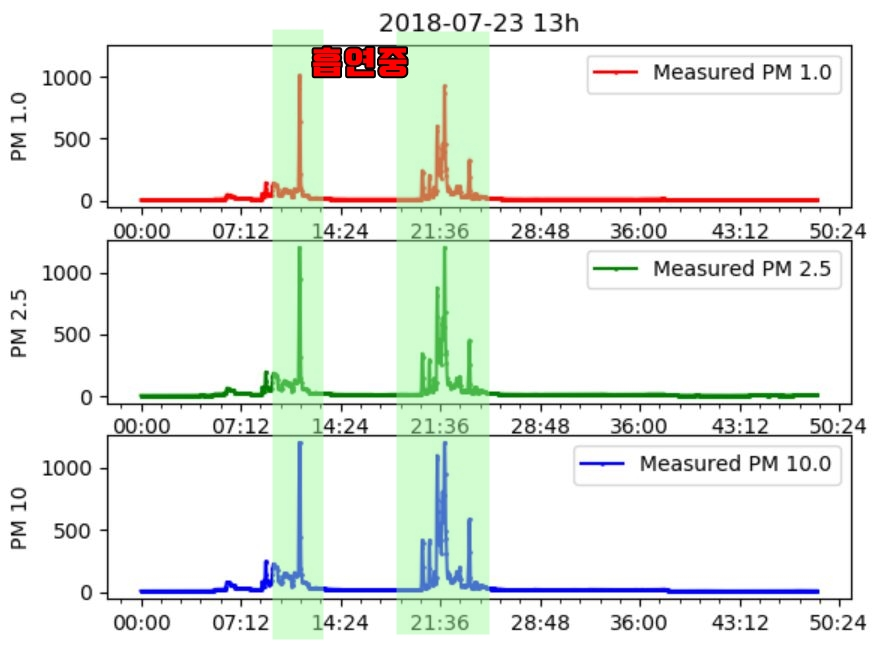 2018-07-23 13h
흡연중
Measured PM 1.0
PM 1.0
1000
500
0
00:00 07:12 14:24 21:36 28:48 36:00 43:12 50:24
Measured PM 2.5
PM 2.5
1000
500
0
00:00 07:12 14:24 21:36 28:48 36:00 43:12 50:24
Measured PM 10.0
PM 10
1000
500
0
00:00 07:12 14:24 21:36 28:48 36:00 43:12 50:24